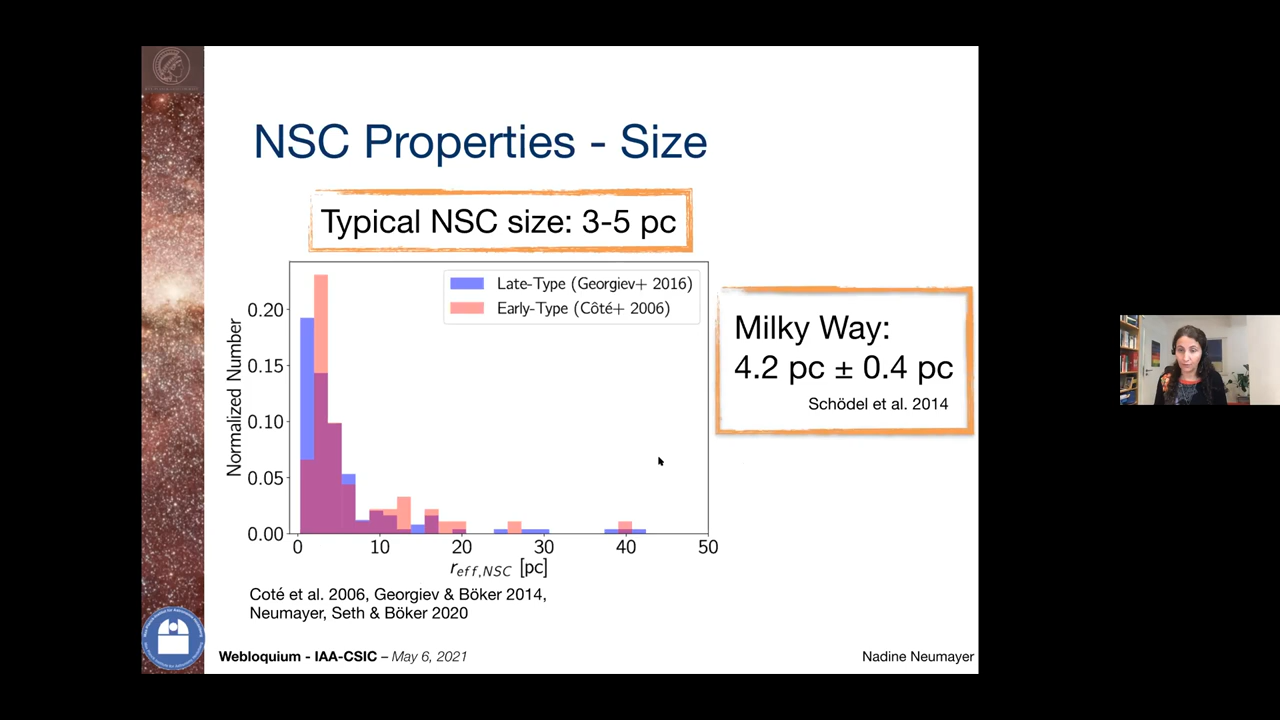 NSC Properties - Size
Typical NSC size: 3-5 pc
Late-Type (Georgiev+ 2016)
Early-Type (Côté+ 2006)
0.20
0.15
0.10
0.05
0.00
Normalized Number
0 10 20 30 40 50
r_eff,NSC [pc]
Milky Way:
4.2 pc ± 0.4 pc
Schödel et al. 2014
Coté et al. 2006, Georgiev & Böker 2014,
Neumayer, Seth & Böker 2020
Webloquium - IAA-CSIC – May 6, 2021
Nadine Neumayer